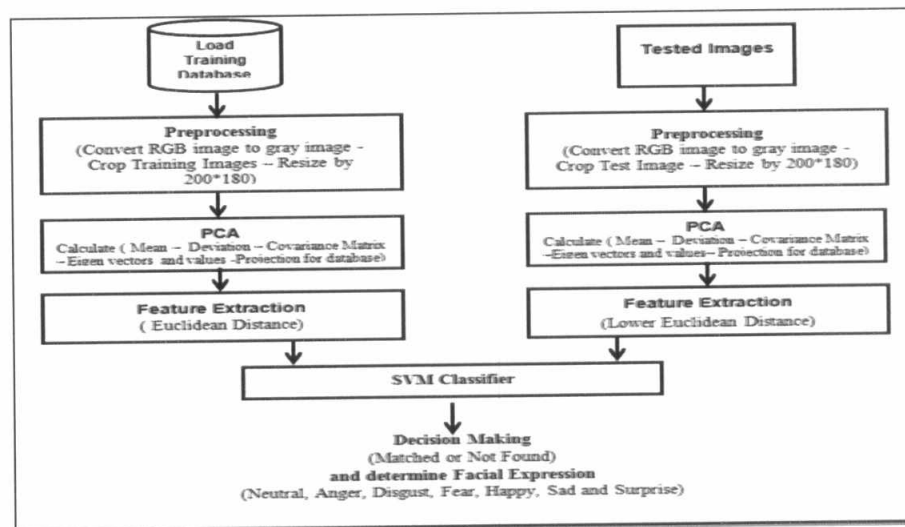 Load
Training
Database
Preprocessing
(Convert RGB image to gray image -
Crop Training Images – Resize by
200*180)
PCA
Calculate ( Mean – Deviation – Covariance Matrix
–Eigen vectors and values -Projection for database)
Feature Extraction
( Euclidean Distance)
Tested Images
Preprocessing
(Convert RGB image to gray image -
Crop Test Image – Resize by 200*180)
PCA
Calculate ( Mean – Deviation – Covariance Matrix
–Eigen vectors and values– Projection for database)
Feature Extraction
(Lower Euclidean Distance)
SVM Classifier
Decision Making
(Matched or Not Found)
and determine Facial Expression
(Neutral, Anger, Disgust, Fear, Happy, Sad and Surprise)